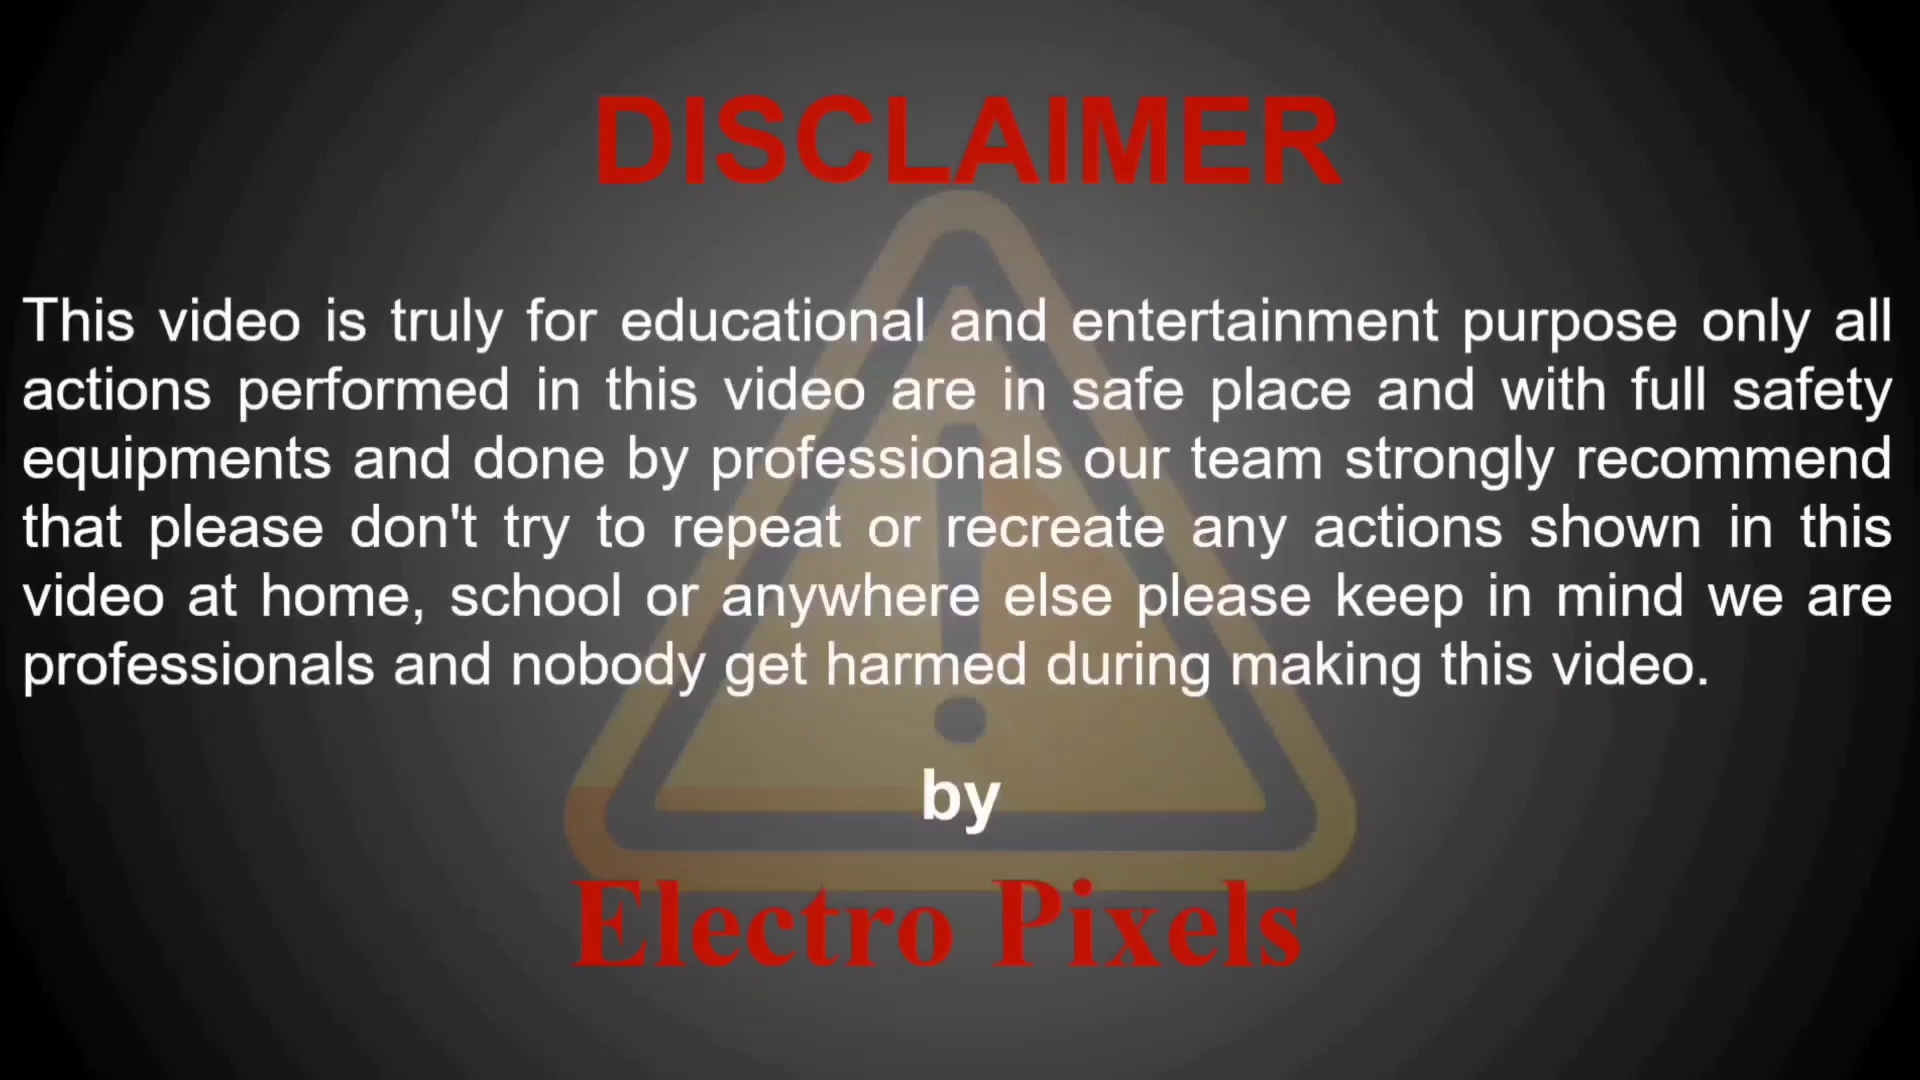 DISCLAIMER
This video is truly for educational and entertainment purpose only all
actions performed in this video are in safe place and with full safety
equipments and done by professionals our team strongly recommend
that please don't try to repeat or recreate any actions shown in this
video at home, school or anywhere else please keep in mind we are
professionals and nobody get harmed during making this video.
by
Electro Pixels